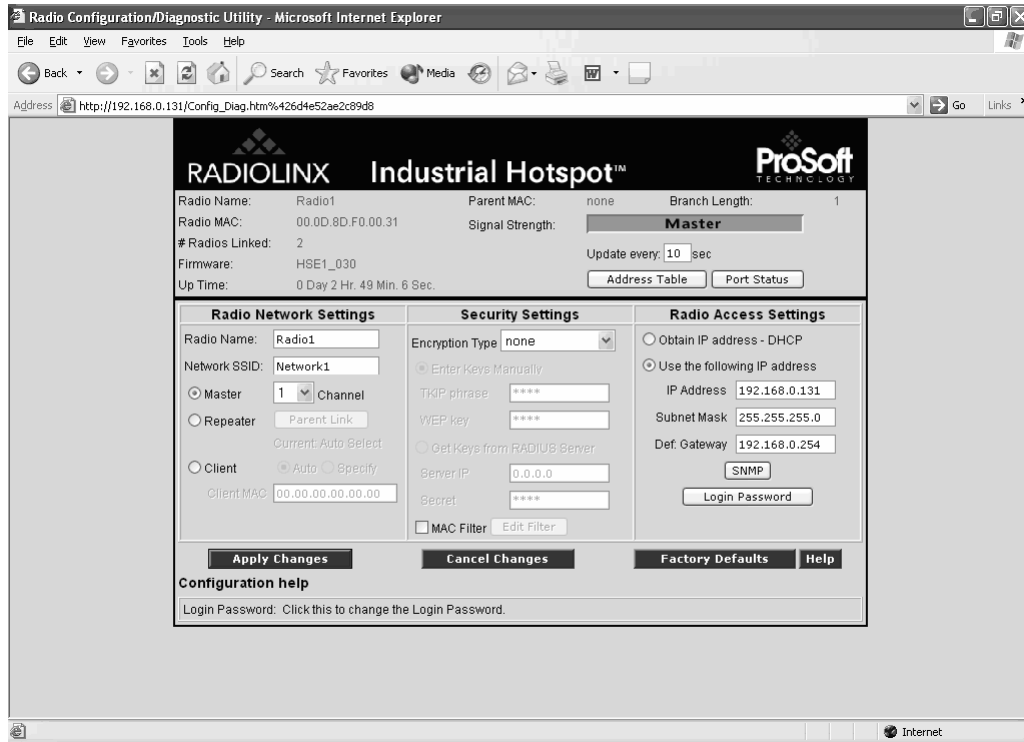 Radio Configuration/Diagnostic Utility - Microsoft Internet Explorer
File Edit View Favorites Tools Help
Back Search Favorites Media
Address http://192.168.0.131/Config_Diag.htm%426d4e52ae2c89d8 Go Links
RADIOLINX Industrial Hotspot™ ProSoft
TECHNOLOGY
Radio Name: Radio1 Parent MAC: none Branch Length: 1
Radio MAC: 00.0D.8D.F0.00.31 Signal Strength: Master
# Radios Linked: 2
Update every: 10 sec
Firmware: HSE1_030
Up Time: 0 Day 2 Hr. 49 Min. 6 Sec. Address Table Port Status
Radio Network Settings
Radio Name: Radio1
Network SSID: Network1
Master 1 Channel
Repeater Parent Link
Current: Auto Select
Client Auto Specify
Client MAC 00.00.00.00.00.00
Security Settings
Encryption Type none
Enter Keys Manually
TKIP phrase ****
WEP key ****
Get Keys from RADIUS Server
Server IP 0.0.0.0
Secret ****
MAC Filter Edit Filter
Radio Access Settings
Obtain IP address - DHCP
Use the following IP address
IP Address 192.168.0.131
Subnet Mask 255.255.255.0
Def. Gateway 192.168.0.254
SNMP
Login Password
Apply Changes Cancel Changes Factory Defaults Help
Configuration help
Login Password: Click this to change the Login Password.
Internet